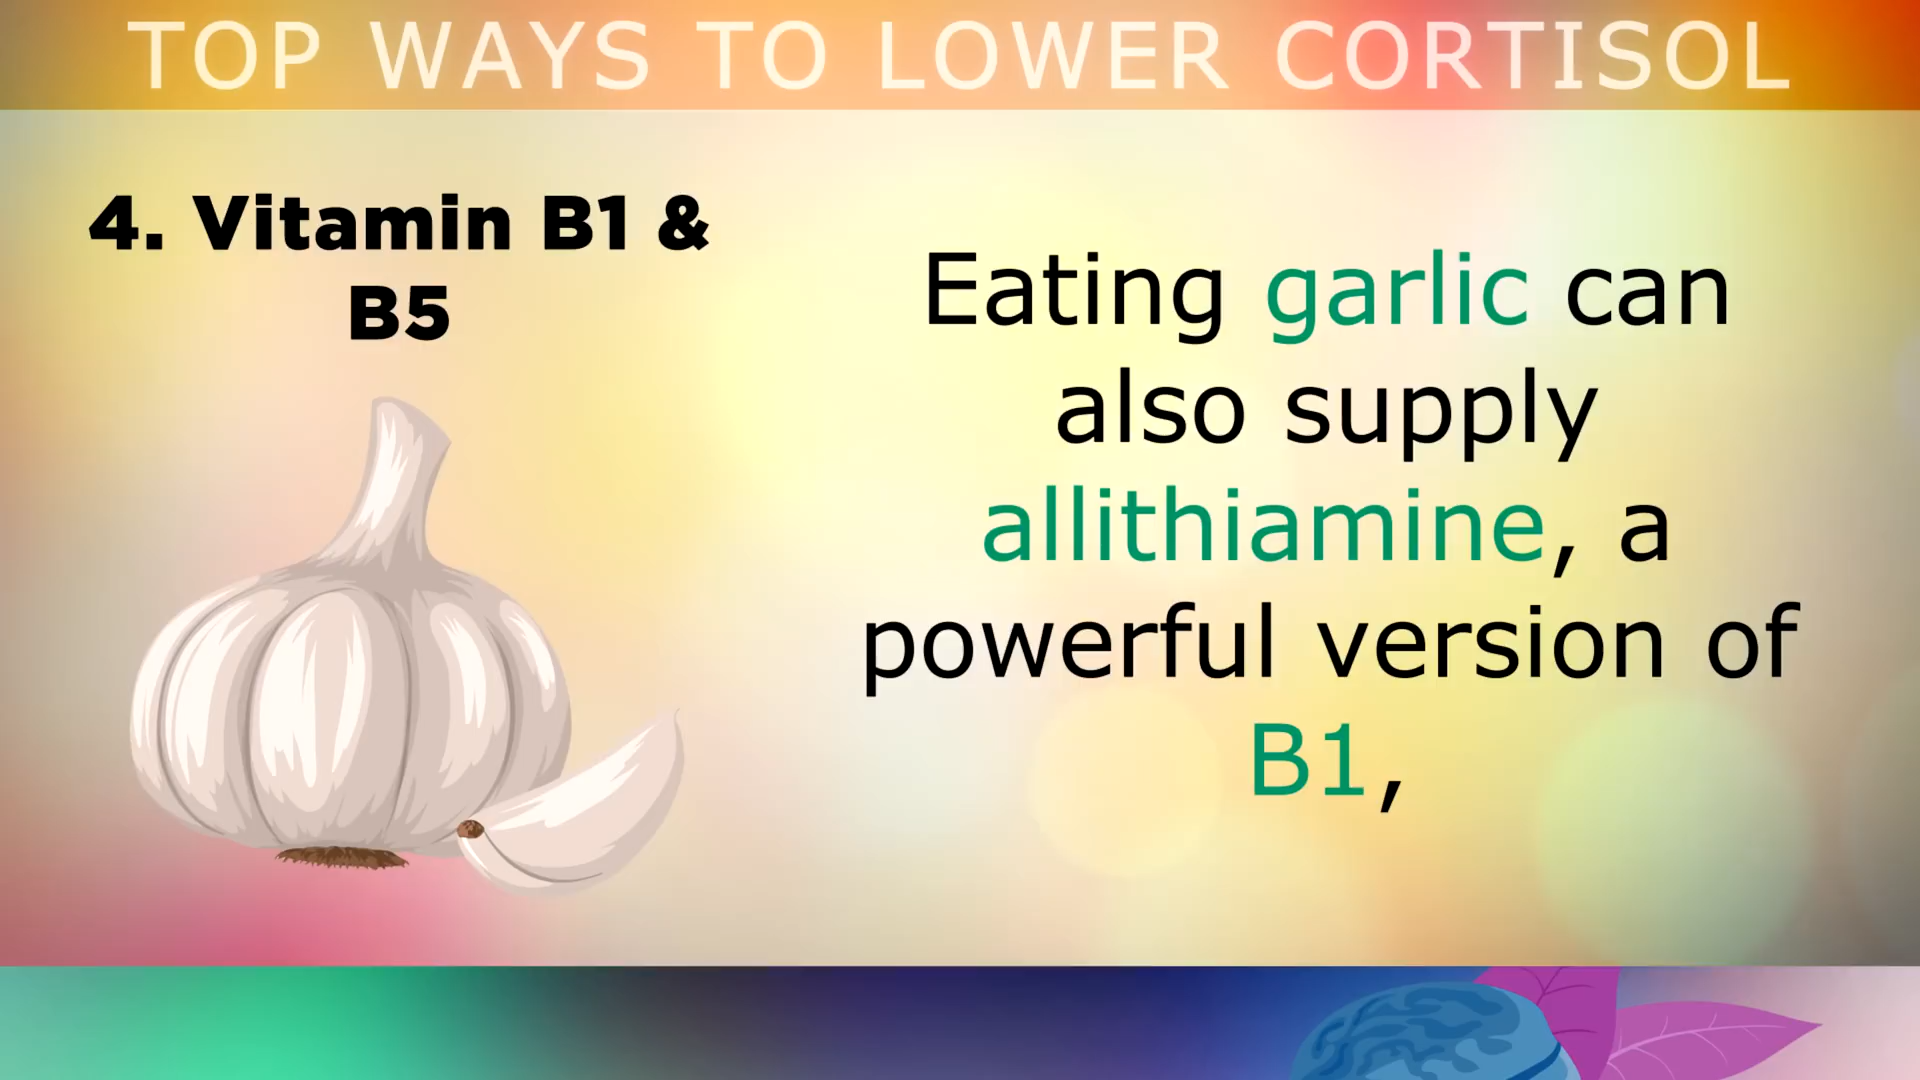 TOP WAYS TO LOWER CORTISOL
4. Vitamin B1 &
B5
Eating garlic can
also supply
allithiamine, a
powerful version of
B1,